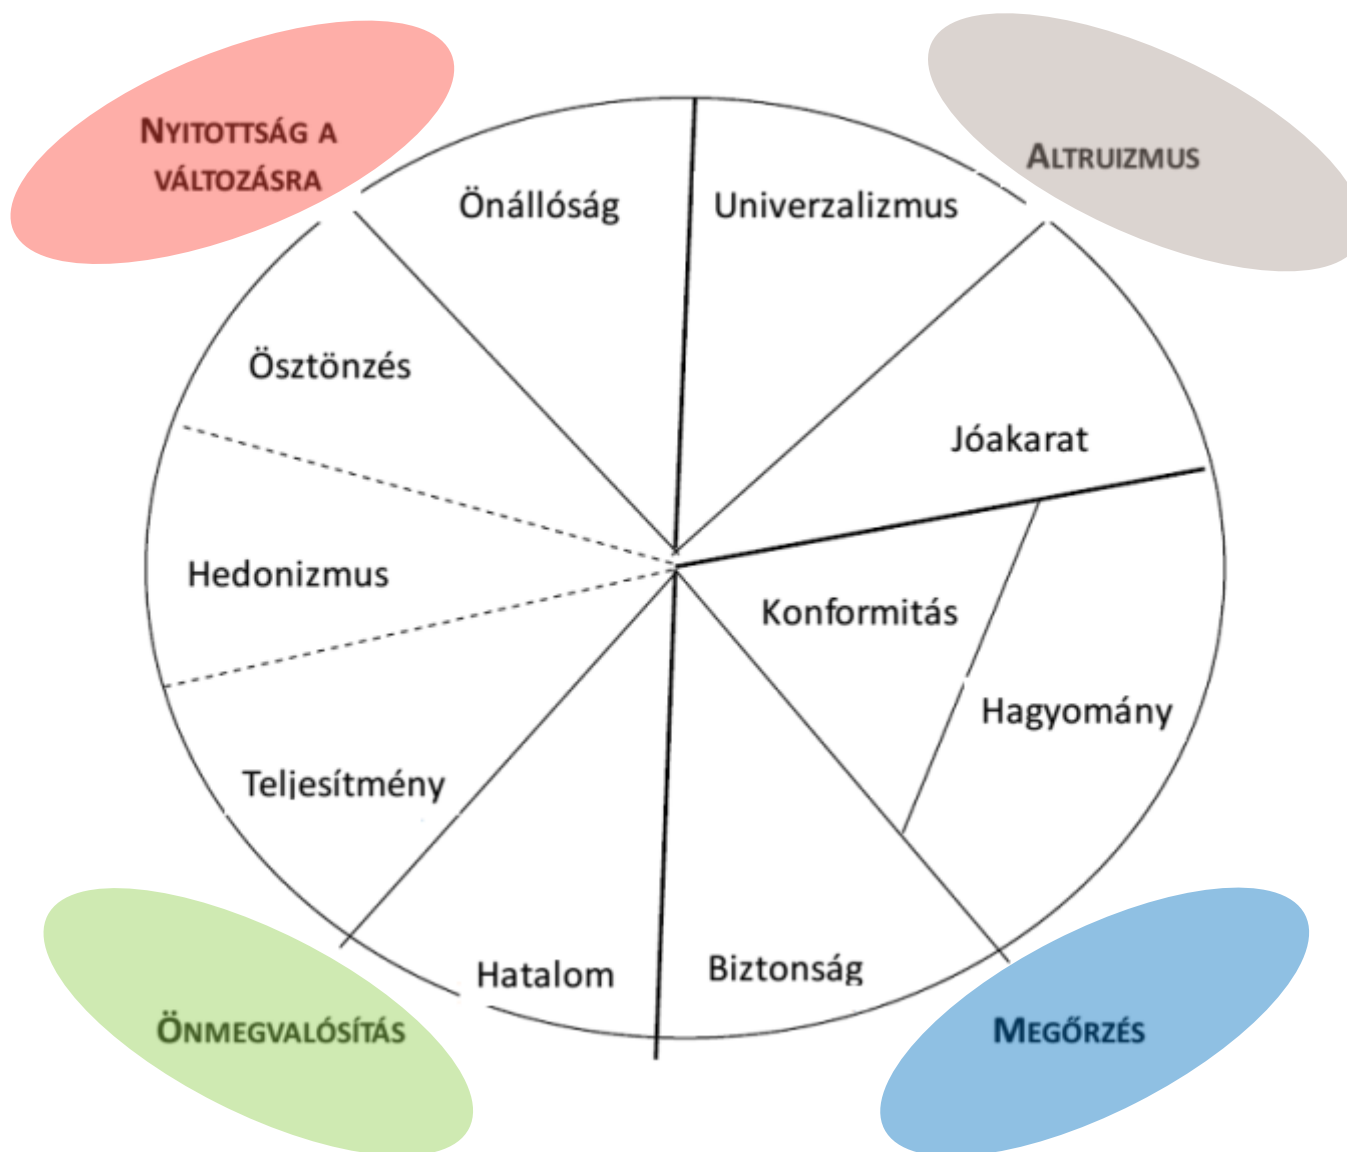 NYITOTTSÁG A
VÁLTOZÁSRA
ALTRUIZMUS
Önállóság
Univerzalizmus
Ösztönzés
Jóakarat
Hedonizmus
Konformitás
Hagyomány
Teljesítmény
Hatalom
Biztonság
ÖNMEGVALÓSÍTÁS
MEGŐRZÉS